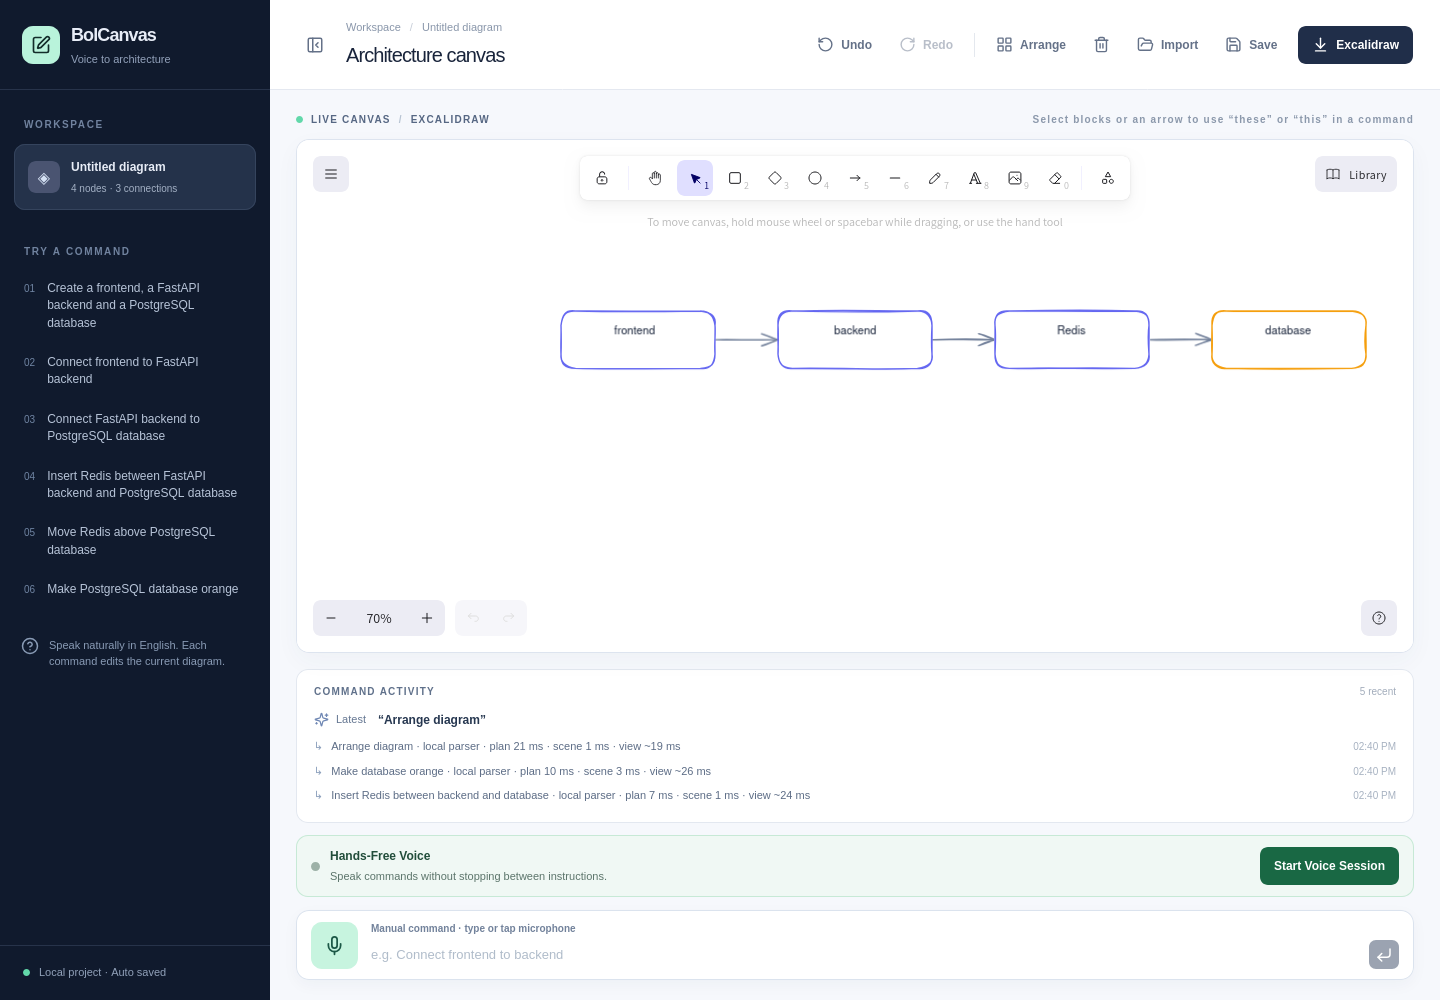 BolCanvas
Voice to architecture
WORKSPACE
Untitled diagram
4 nodes · 3 connections
TRY A COMMAND
01 Create a frontend, a FastAPI
backend and a PostgreSQL
database
02 Connect frontend to FastAPI
backend
03 Connect FastAPI backend to
PostgreSQL database
04 Insert Redis between FastAPI
backend and PostgreSQL database
05 Move Redis above PostgreSQL
database
06 Make PostgreSQL database orange
Speak naturally in English. Each
command edits the current diagram.
Local project · Auto saved
Workspace / Untitled diagram
Architecture canvas
Undo Redo Arrange Import Save Excalidraw
LIVE CANVAS / EXCALIDRAW
Select blocks or an arrow to use “these” or “this” in a command
1 2 3 4 5 6 7 A 8 9 0
Library
To move canvas, hold mouse wheel or spacebar while dragging, or use the hand tool
frontend backend Redis database
70%
COMMAND ACTIVITY
5 recent
Latest “Arrange diagram”
↳ Arrange diagram · local parser · plan 21 ms · scene 1 ms · view ~19 ms 02:40 PM
↳ Make database orange · local parser · plan 10 ms · scene 3 ms · view ~26 ms 02:40 PM
↳ Insert Redis between backend and database · local parser · plan 7 ms · scene 1 ms · view ~24 ms 02:40 PM
Hands-Free Voice
Speak commands without stopping between instructions.
Start Voice Session
Manual command · type or tap microphone
e.g. Connect frontend to backend